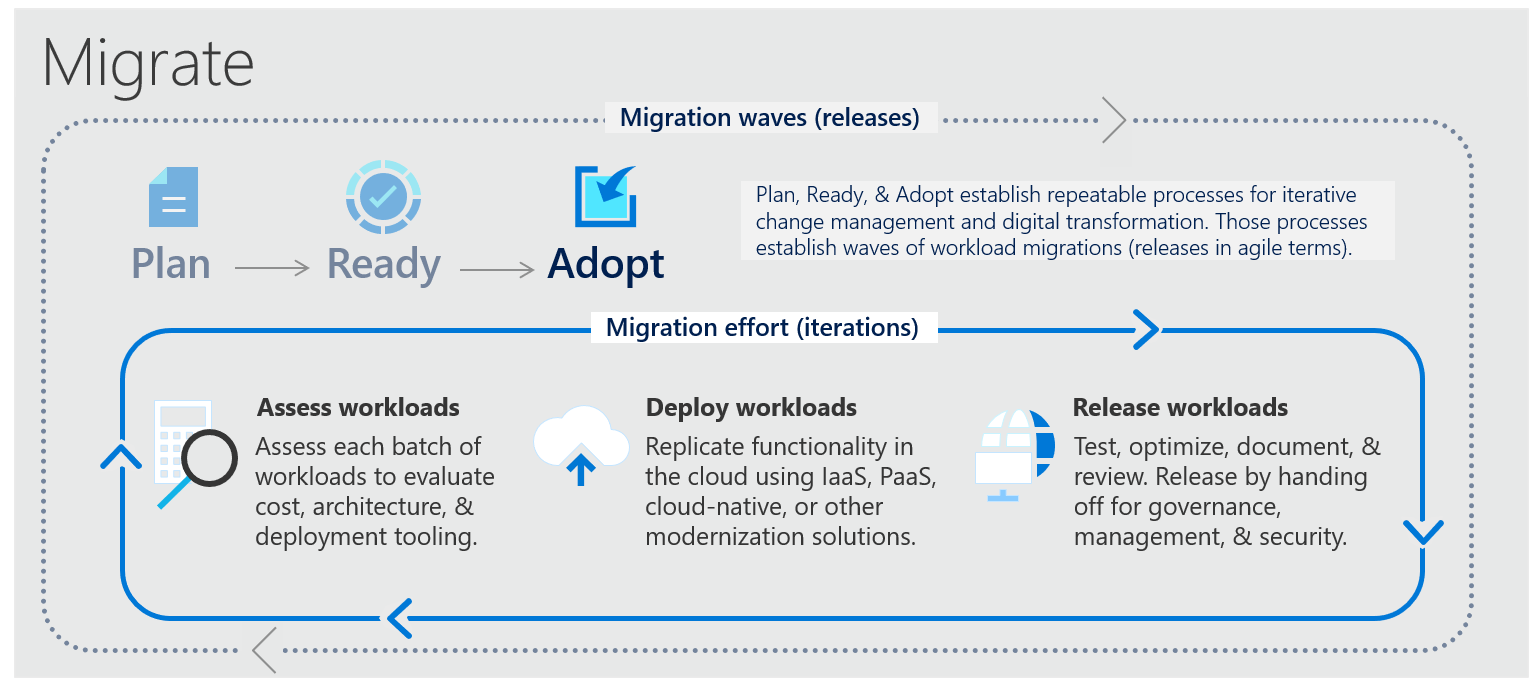 Migrate
Migration waves (releases)
Plan
Ready
Adopt
Plan, Ready, & Adopt establish repeatable processes for iterative
change management and digital transformation. Those processes
establish waves of workload migrations (releases in agile terms).
Migration effort (iterations)
Assess workloads
Assess each batch of
workloads to evaluate
cost, architecture, &
deployment tooling.
Deploy workloads
Replicate functionality in
the cloud using IaaS, PaaS,
cloud-native, or other
modernization solutions.
Release workloads
Test, optimize, document, &
review. Release by handing
off for governance,
management, & security.